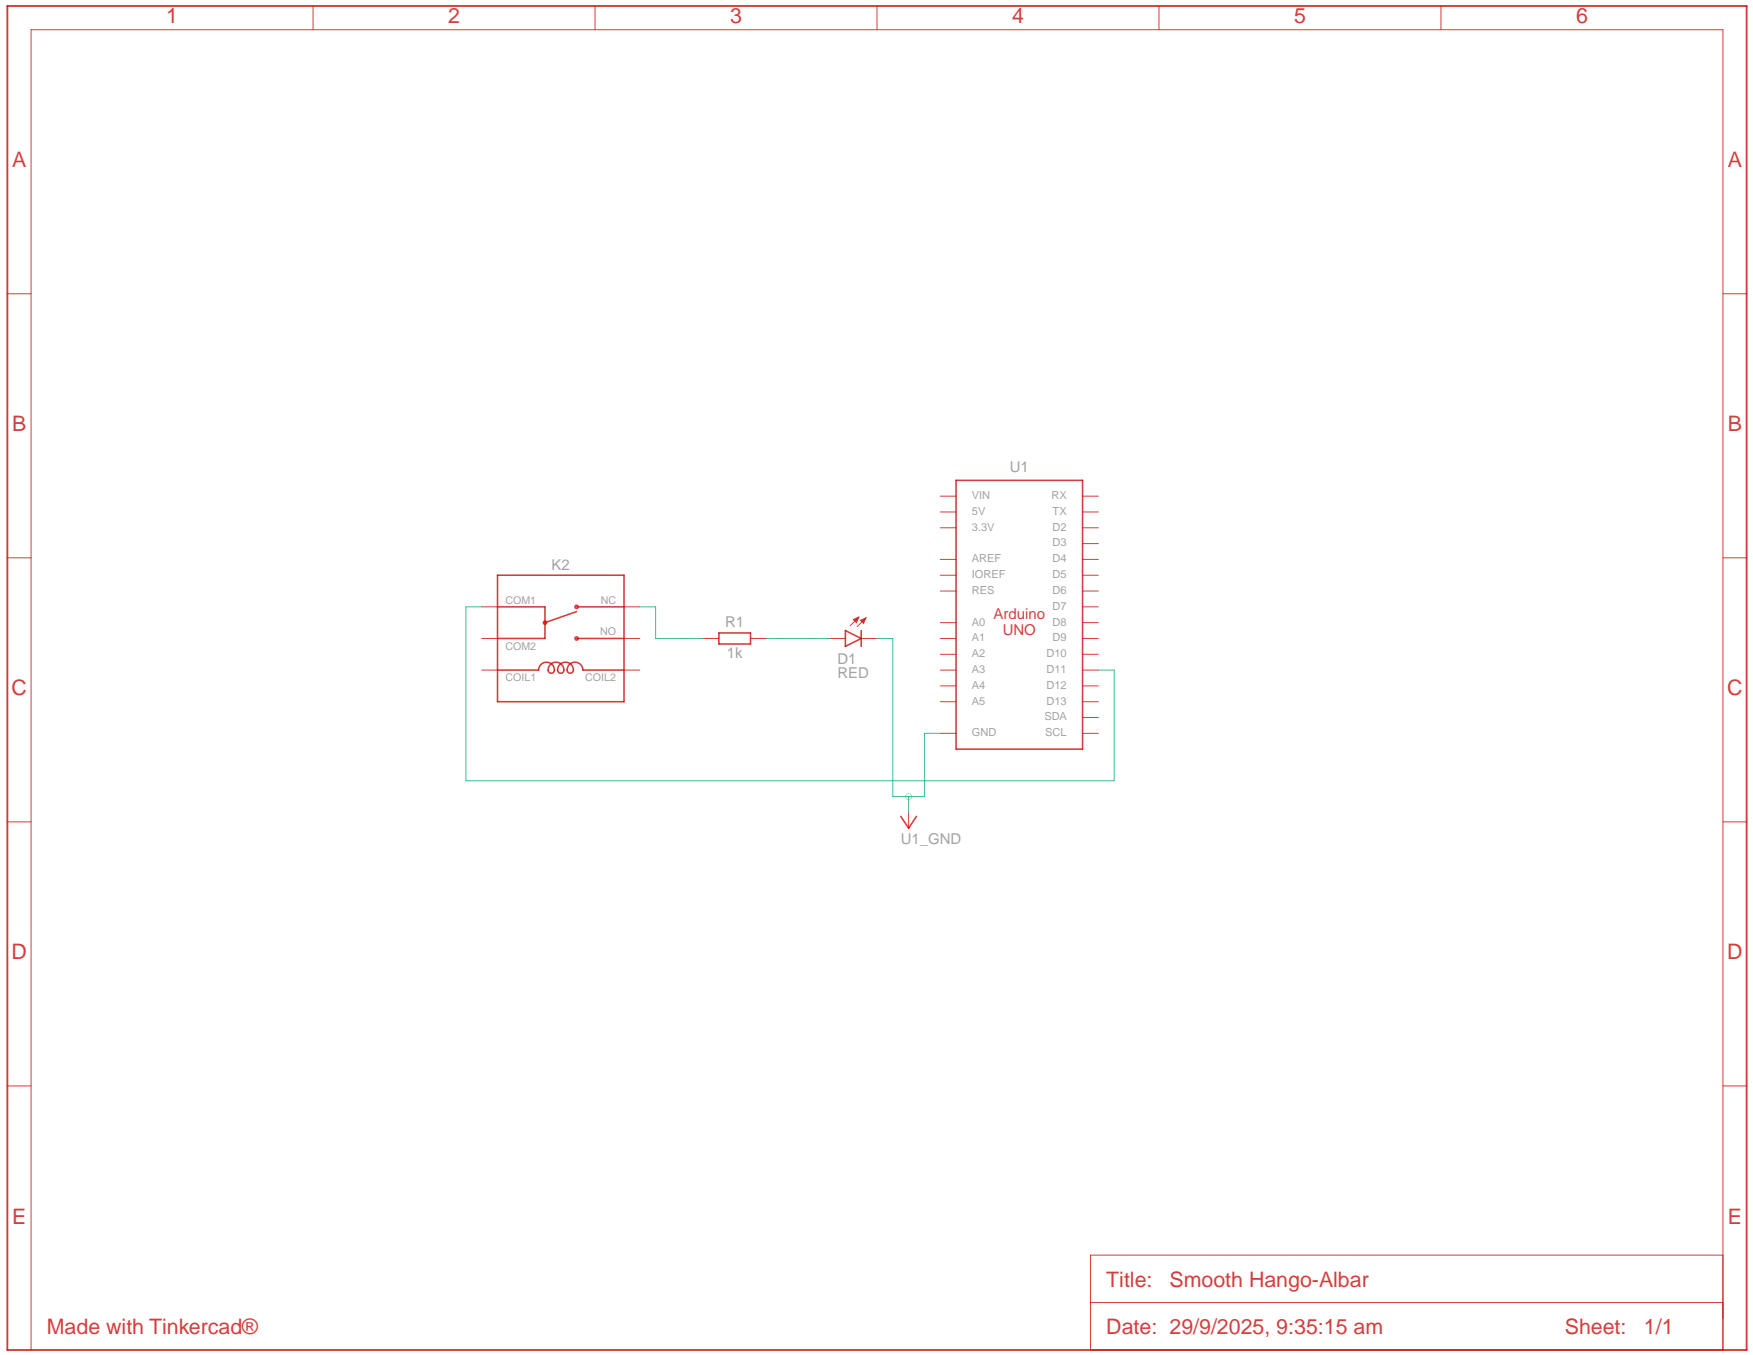 1 2 3 4 5 6
A A
B B
U1
VIN RX
5V TX
3.3V D2
D3
AREF D4
IOREF D5
RES D6
D7
Arduino
UNO
A0 D8
A1 D9
A2 D10
A3 D11
A4 D12
A5 D13
SDA
GND SCL
K2
COM1 NC
NO
COM2
COIL1 COIL2
R1
1k
D1
RED
U1_GND
C C
D D
E E
Title: Smooth Hango-Albar
Date: 29/9/2025, 9:35:15 am Sheet: 1/1
Made with Tinkercad®